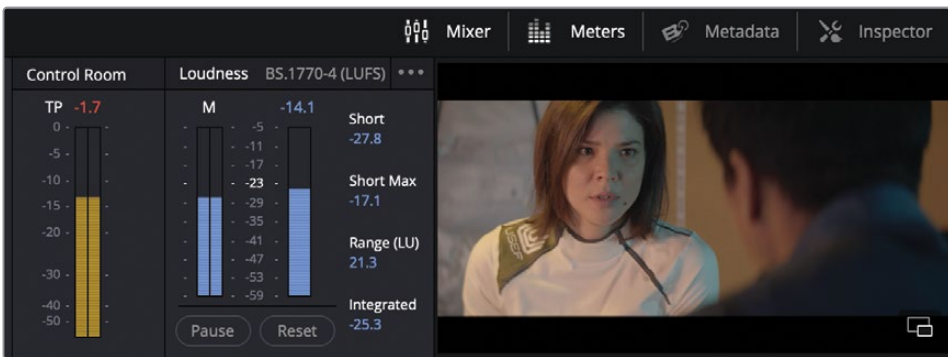 Mixer
Meters
Metadata
Inspector
Control Room
Loudness BS.1770-4 (LUFS)
TP -1.7
0
-5
-10
-15
-20
-30
-40
-50
M -14.1
-5
-11
-17
-23
-29
-35
-41
-47
-53
-59
Short
-27.8
Short Max
-17.1
Range (LU)
21.3
Integrated
-25.3
Pause
Reset
USEF